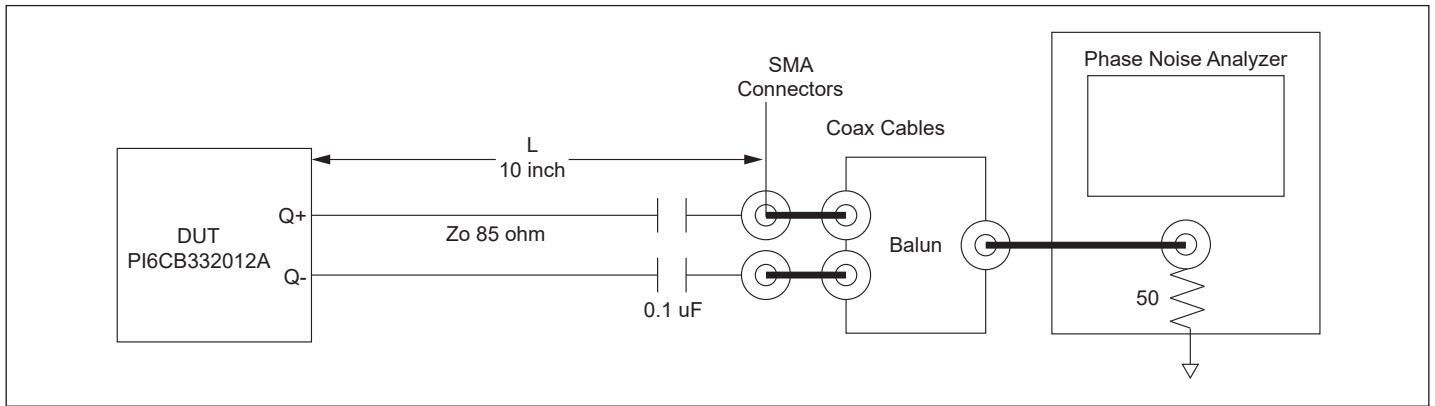 SMA
Connectors
Phase Noise Analyzer
Coax Cables
L
10 inch
Q+
Zo 85 ohm
DUT
PI6CB332012A
Balun
Q-
0.1 uF
50